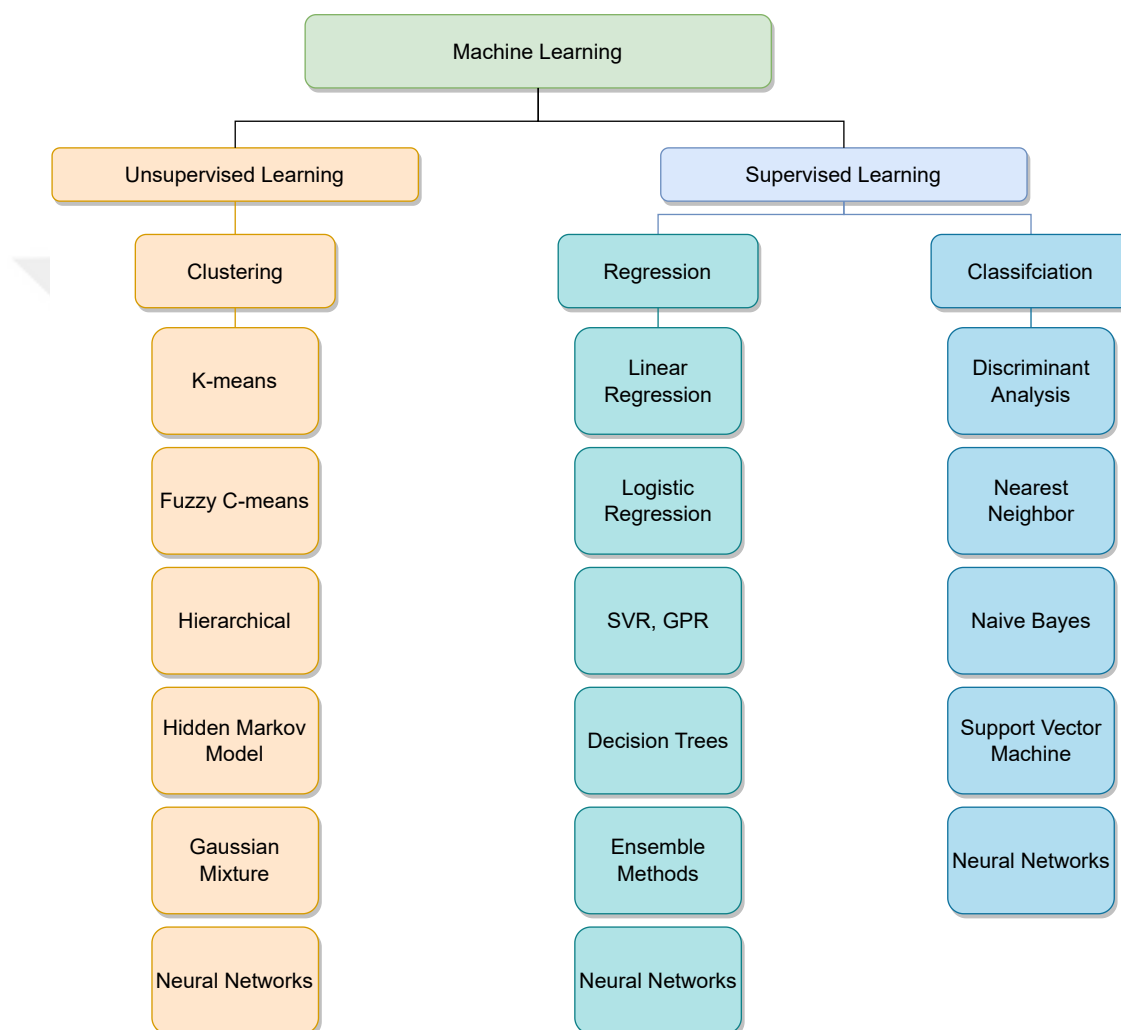 Machine Learning
Unsupervised Learning
Supervised Learning
Clustering
Regression
Classifciation
K-means
Linear
Regression
Discriminant
Analysis
Fuzzy C-means
Logistic
Regression
Nearest
Neighbor
Hierarchical
SVR, GPR
Naive Bayes
Hidden Markov
Model
Decision Trees
Support Vector
Machine
Gaussian
Mixture
Ensemble
Methods
Neural Networks
Neural Networks
Neural Networks